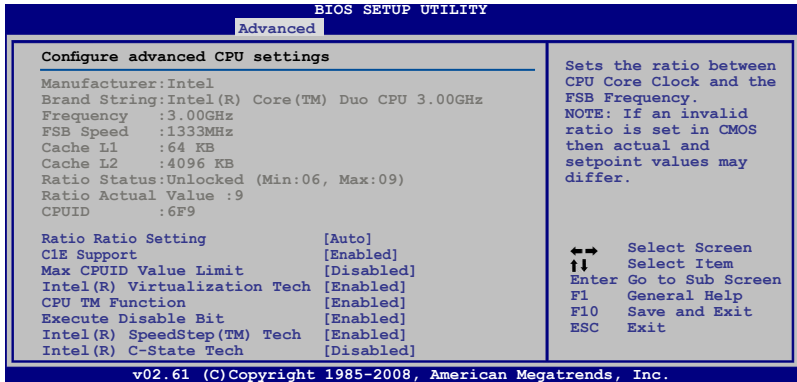 BIOS SETUP UTILITY
Advanced
Configure advanced CPU settings
Manufacturer:Intel
Brand String:Intel(R) Core(TM) Duo CPU 3.00GHz
Frequency :3.00GHz
FSB Speed :1333MHz
Cache L1 :64 KB
Cache L2 :4096 KB
Ratio Status:Unlocked (Min:06, Max:09)
Ratio Actual Value :9
CPUID :6F9
Ratio Ratio Setting [Auto]
C1E Support [Enabled]
Max CPUID Value Limit [Disabled]
Intel(R) Virtualization Tech [Enabled]
CPU TM Function [Enabled]
Execute Disable Bit [Enabled]
Intel(R) SpeedStep(TM) Tech [Enabled]
Intel(R) C-State Tech [Disabled]
Sets the ratio between
CPU Core Clock and the
FSB Frequency.
NOTE: If an invalid
ratio is set in CMOS
then actual and
setpoint values may
differ.
←→ Select Screen
↑↓ Select Item
Enter Go to Sub Screen
F1 General Help
F10 Save and Exit
ESC Exit
v02.61 (C)Copyright 1985-2008, American Megatrends, Inc.